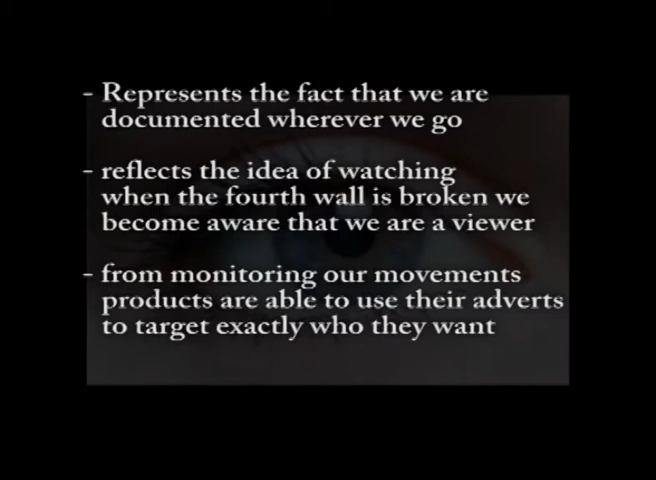 - Represents the fact that we are
documented wherever we go
- reflects the idea of watching
when the fourth wall is broken we
become aware that we are a viewer
- from monitoring our movements
products are able to use their adverts
to target exactly who they want